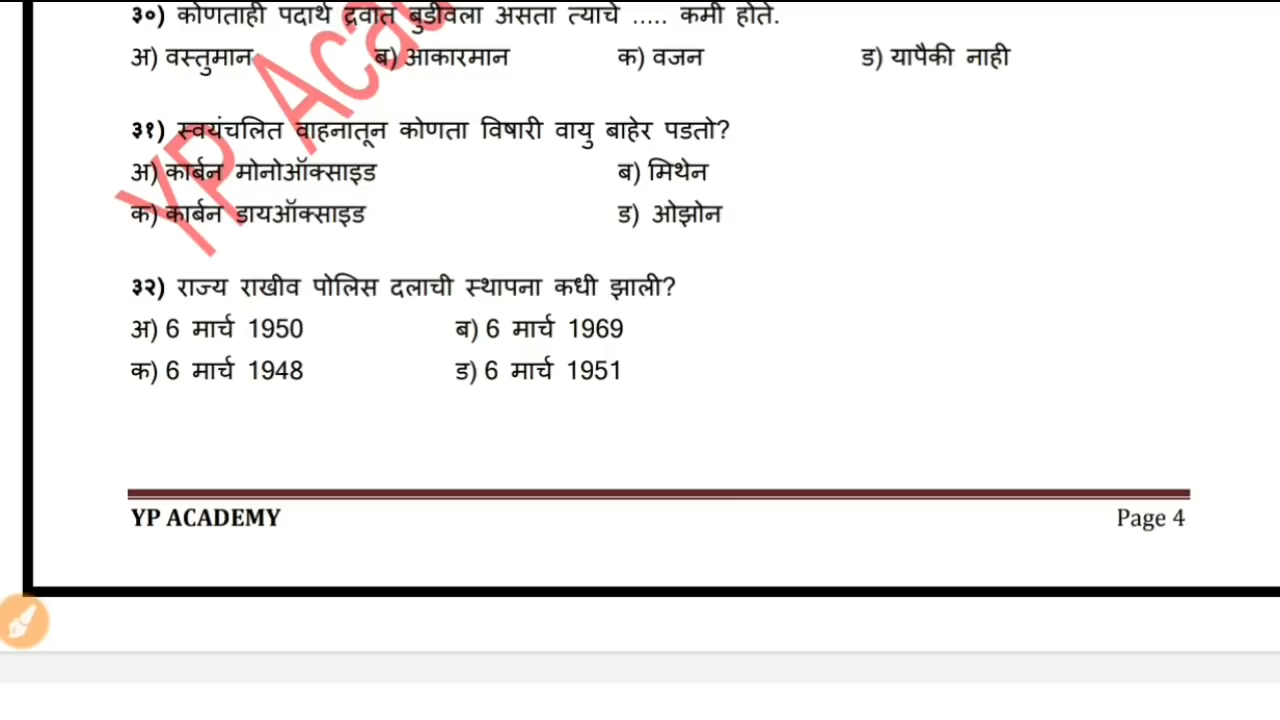 ३०) कोणताही पदार्थ द्रवात बुडीवला असता त्याचे ..... कमी होते.
अ) वस्तुमान ब) आकारमान क) वजन ड) यापैकी नाही
३१) स्वयंचलित वाहनातून कोणता विषारी वायु बाहेर पडतो?
अ) कार्बन मोनोऑक्साइड ब) मिथेन
क) कार्बन डायऑक्साइड ड) ओझोन
३२) राज्य राखीव पोलिस दलाची स्थापना कधी झाली?
अ) 6 मार्च 1950 ब) 6 मार्च 1969
क) 6 मार्च 1948 ड) 6 मार्च 1951
YP ACADEMY Page 4
YP Aca